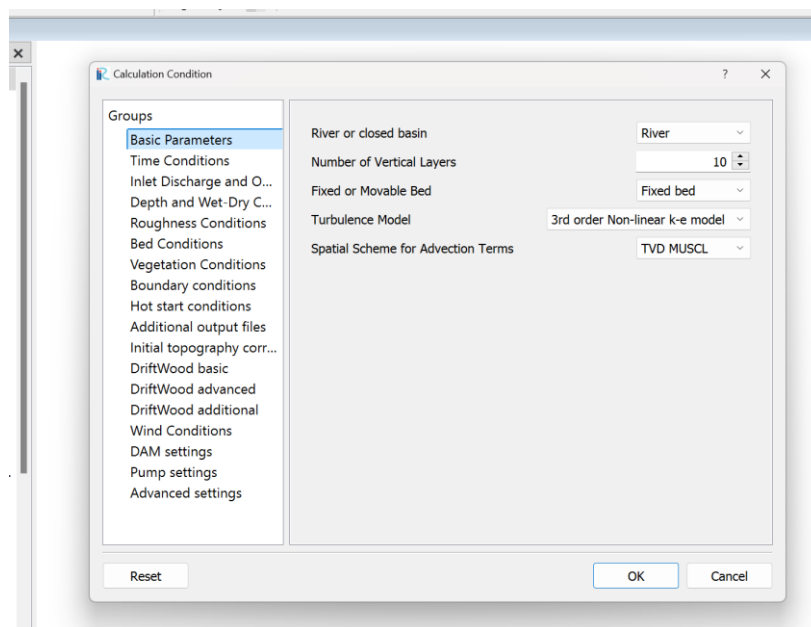 Calculation Condition
?
Groups
Basic Parameters
Time Conditions
Inlet Discharge and O...
Depth and Wet-Dry C...
Roughness Conditions
Bed Conditions
Vegetation Conditions
Boundary conditions
Hot start conditions
Additional output files
Initial topography corr...
DriftWood basic
DriftWood advanced
DriftWood additional
Wind Conditions
DAM settings
Pump settings
Advanced settings
River or closed basin River
Number of Vertical Layers 10
Fixed or Movable Bed Fixed bed
Turbulence Model 3rd order Non-linear k-e model
Spatial Scheme for Advection Terms TVD MUSCL
Reset OK Cancel